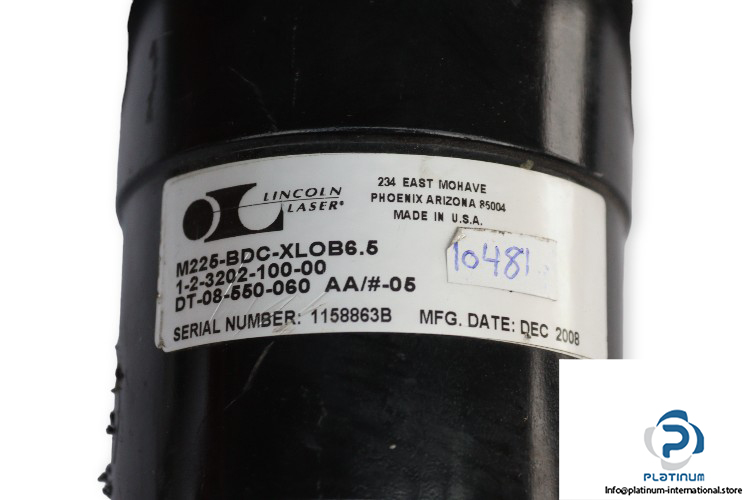 LINCOLN
LASER®
234 EAST MOHAVE
PHOENIX ARIZONA 85004
MADE IN U.S.A.
M225-BDC-XLOB6.5
1-2-3202-100-00
DT-08-550-060 AA/#-05
10481
SERIAL NUMBER: 1158863B MFG. DATE: DEC 2008
PLATINUM
Info@platinum-international.store